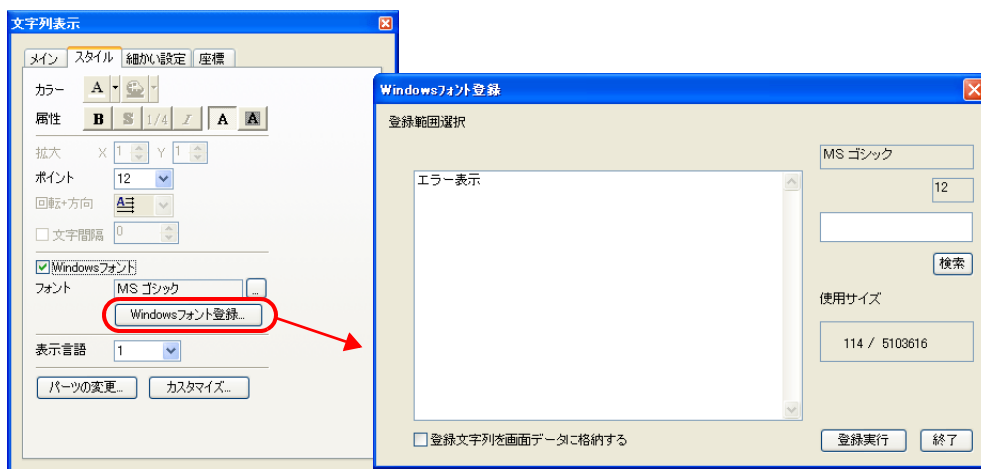 文字列表示
メイン スタイル 細かい設定 座標
カラー A
属性 B S 1/4 I A A
拡大 X 1 Y 1
ポイント 12
回転+方向 A
文字間隔 0
Windowsフォント
フォント MS ゴシック ...
Windowsフォント登録...
表示言語 1
パーツの変更... カスタマイズ...
Windowsフォント登録
登録範囲選択
エラー表示
MS ゴシック
12
検索
使用サイズ
114 / 5103616
登録文字列を画面データに格納する
登録実行 終了